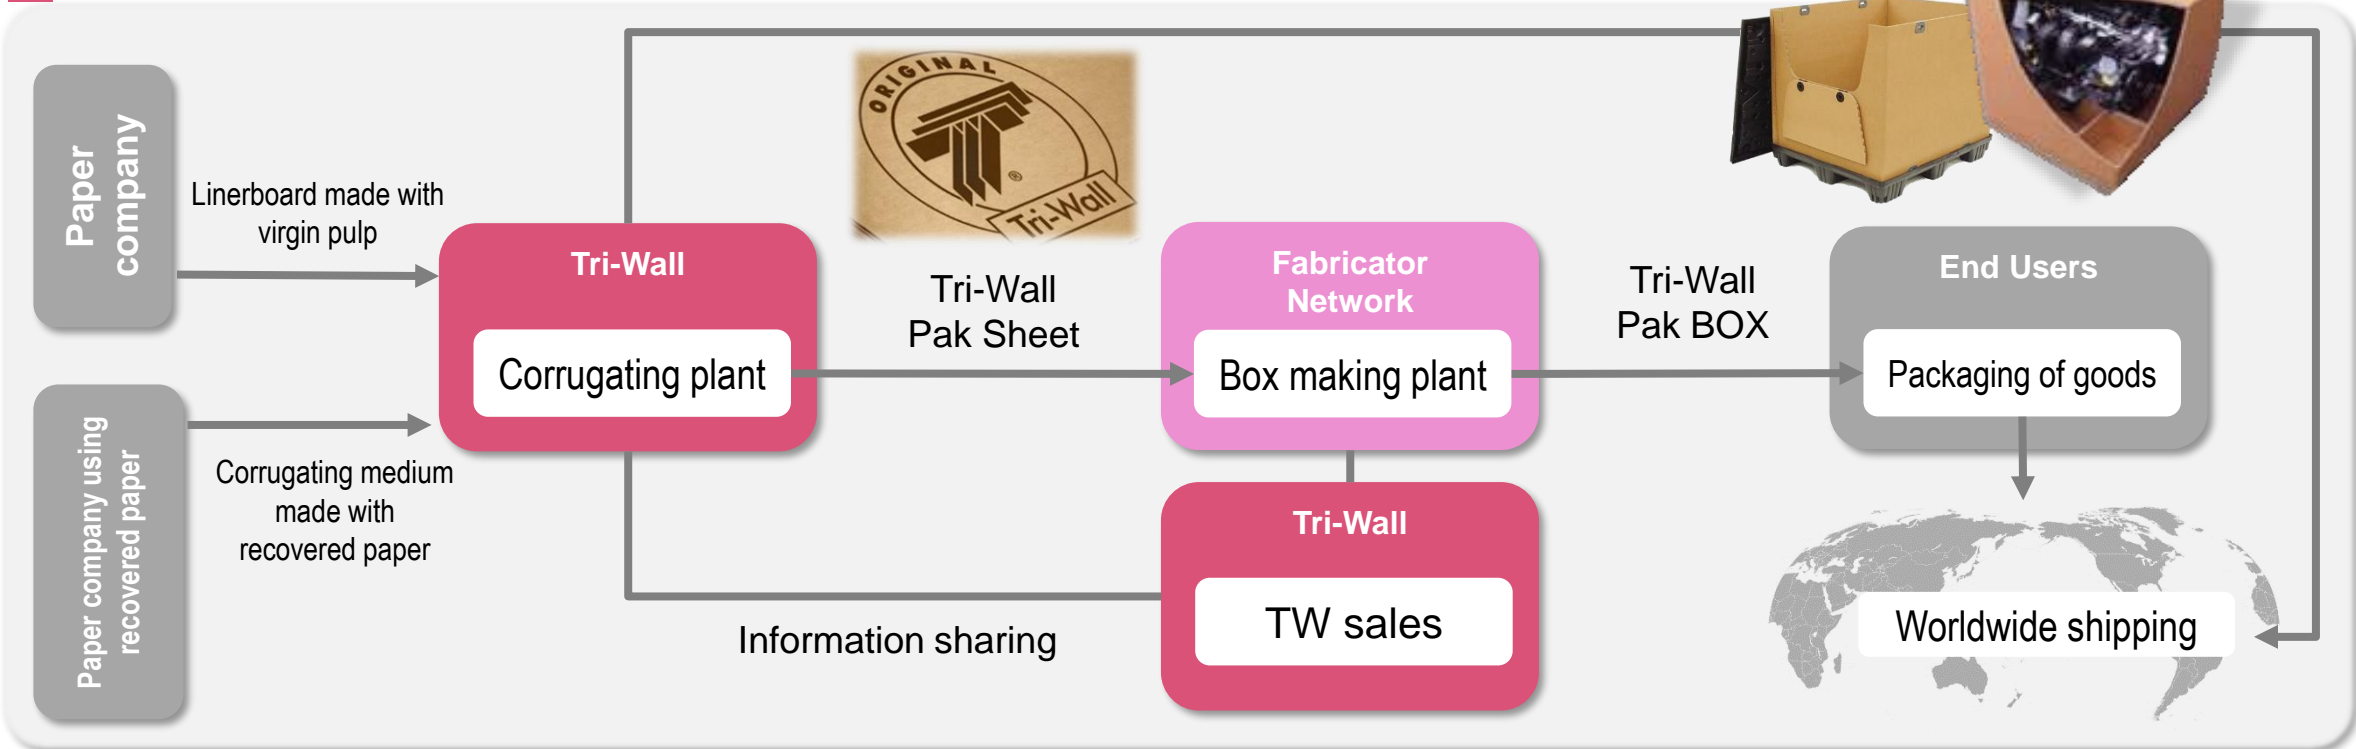 Paper
company
Linerboard made with
virgin pulp
Paper company using
recovered paper
Corrugating medium
made with
recovered paper
Tri-Wall
Corrugating plant
ORIGINAL
®
Tri-Wall
Tri-Wall
Pak Sheet
Information sharing
Fabricator
Network
Box making plant
Tri-Wall
TW sales
Tri-Wall
Pak BOX
End Users
Packaging of goods
Worldwide shipping